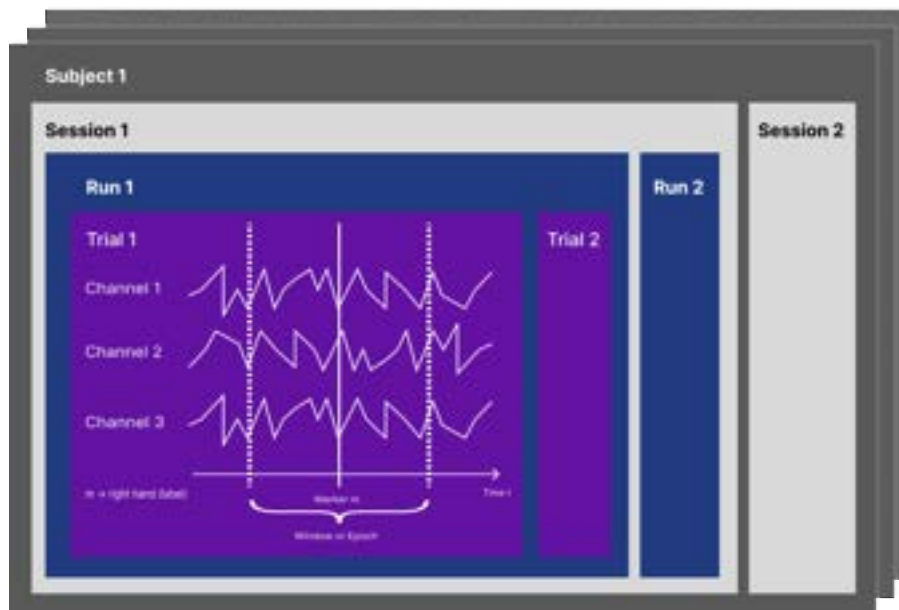 Subject 1
Session 1
Session 2
Run 1
Run 2
Trial 1
Trial 2
Channel 1
Channel 2
Channel 3
m = right hand (label)
Marker m
Time t
Window or Epoch